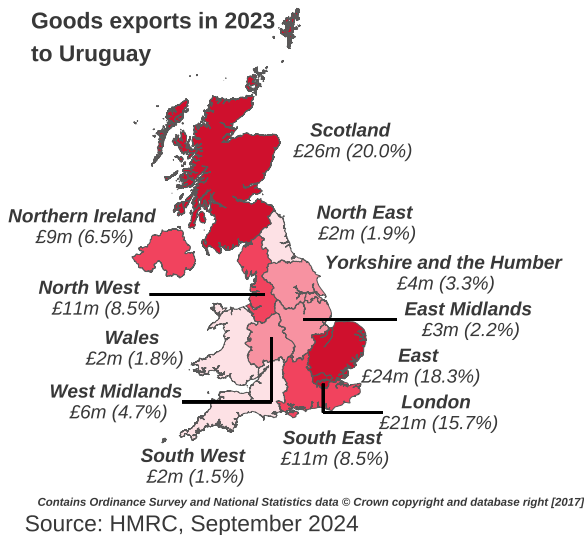 Goods exports in 2023
to Uruguay
Scotland
£26m (20.0%)
Northern Ireland
£9m (6.5%)
North East
£2m (1.9%)
Yorkshire and the Humber
£4m (3.3%)
North West
£11m (8.5%)
East Midlands
£3m (2.2%)
Wales
£2m (1.8%)
East
£24m (18.3%)
West Midlands
£6m (4.7%)
London
£21m (15.7%)
South East
£11m (8.5%)
South West
£2m (1.5%)
Contains Ordinance Survey and National Statistics data © Crown copyright and database right [2017]
Source: HMRC, September 2024